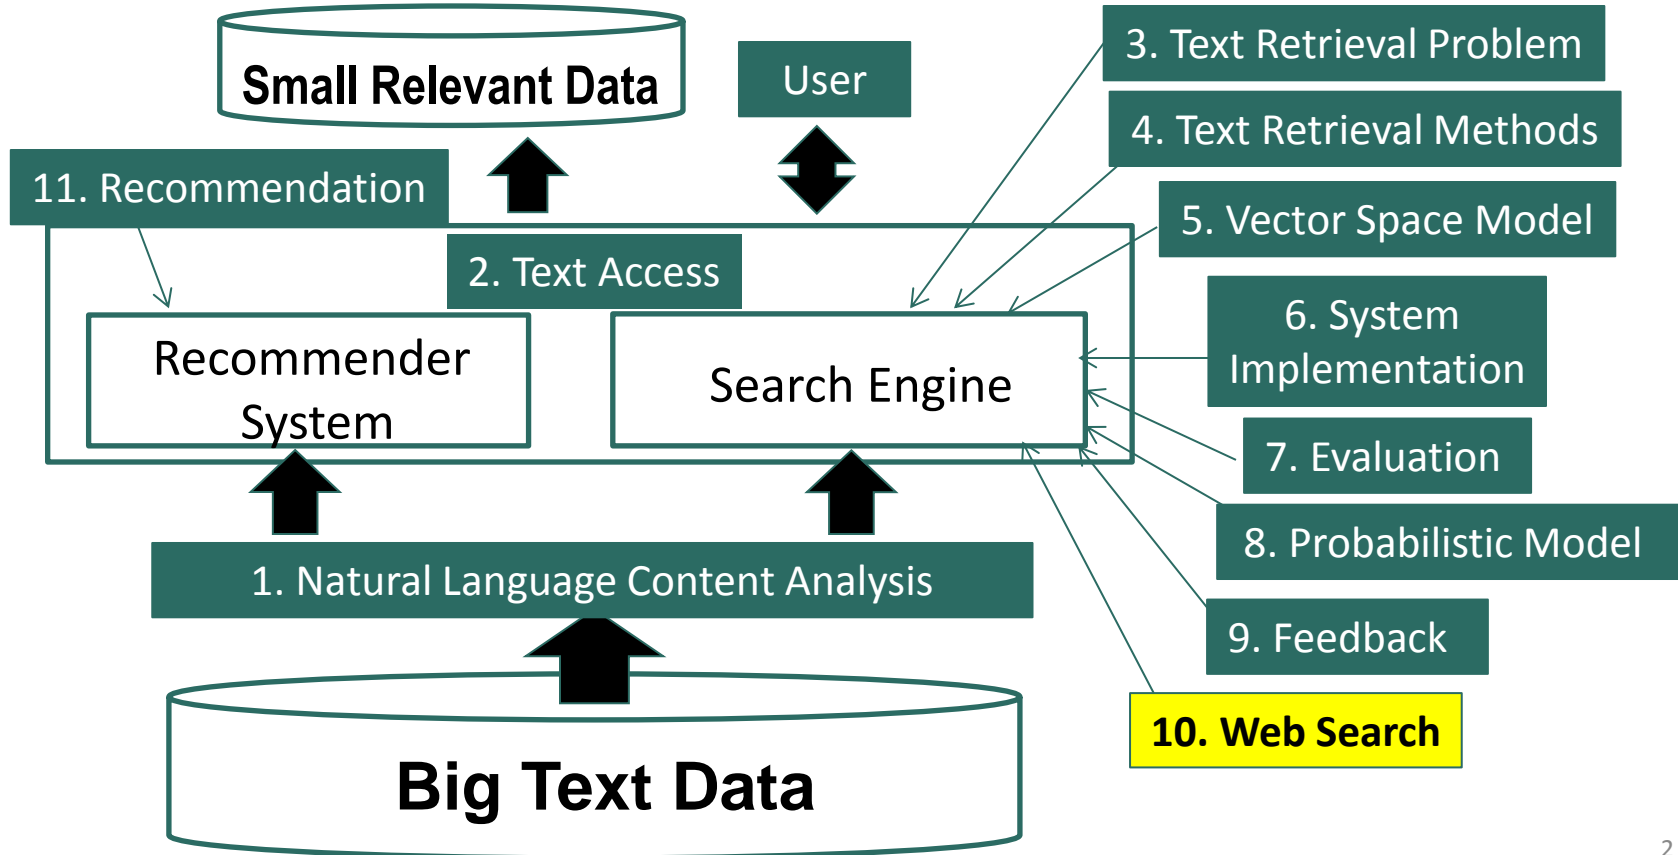 Small Relevant Data
User
3. Text Retrieval Problem
4. Text Retrieval Methods
11. Recommendation
5. Vector Space Model
2. Text Access
6. System
Implementation
Recommender
System
Search Engine
7. Evaluation
8. Probabilistic Model
1. Natural Language Content Analysis
9. Feedback
10. Web Search
Big Text Data
2